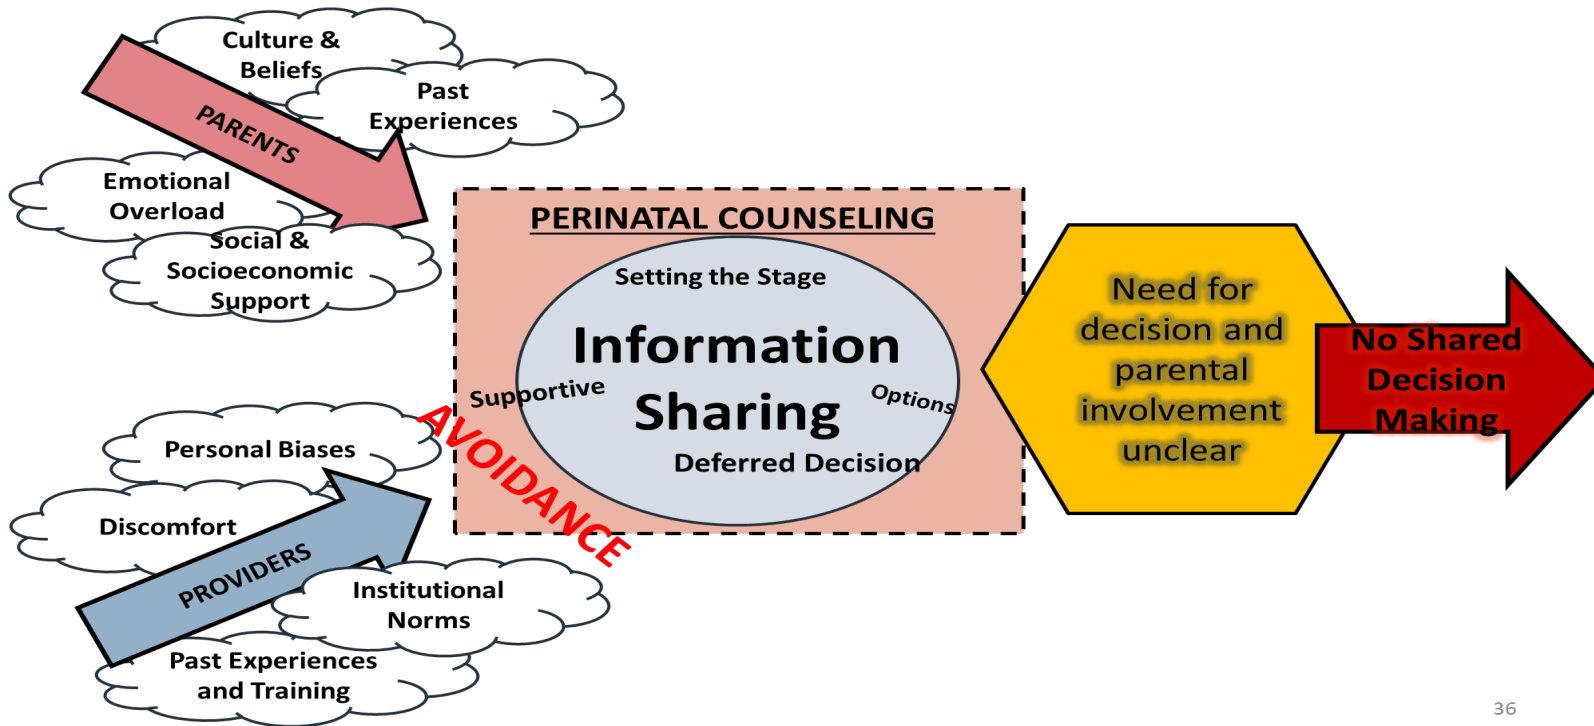 Culture &
Beliefs
Past
Experiences
PARENTS
Emotional
Overload
Social &
Socioeconomic
Support
PERINATAL COUNSELING
Setting the Stage
Information
Sharing
Supportive
Options
Deferred Decision
AVOIDANCE
Need for
decision and
parental
involvement
unclear
No Shared
Decision
Making
Personal Biases
Discomfort
PROVIDERS
Institutional
Norms
Past Experiences
and Training
36